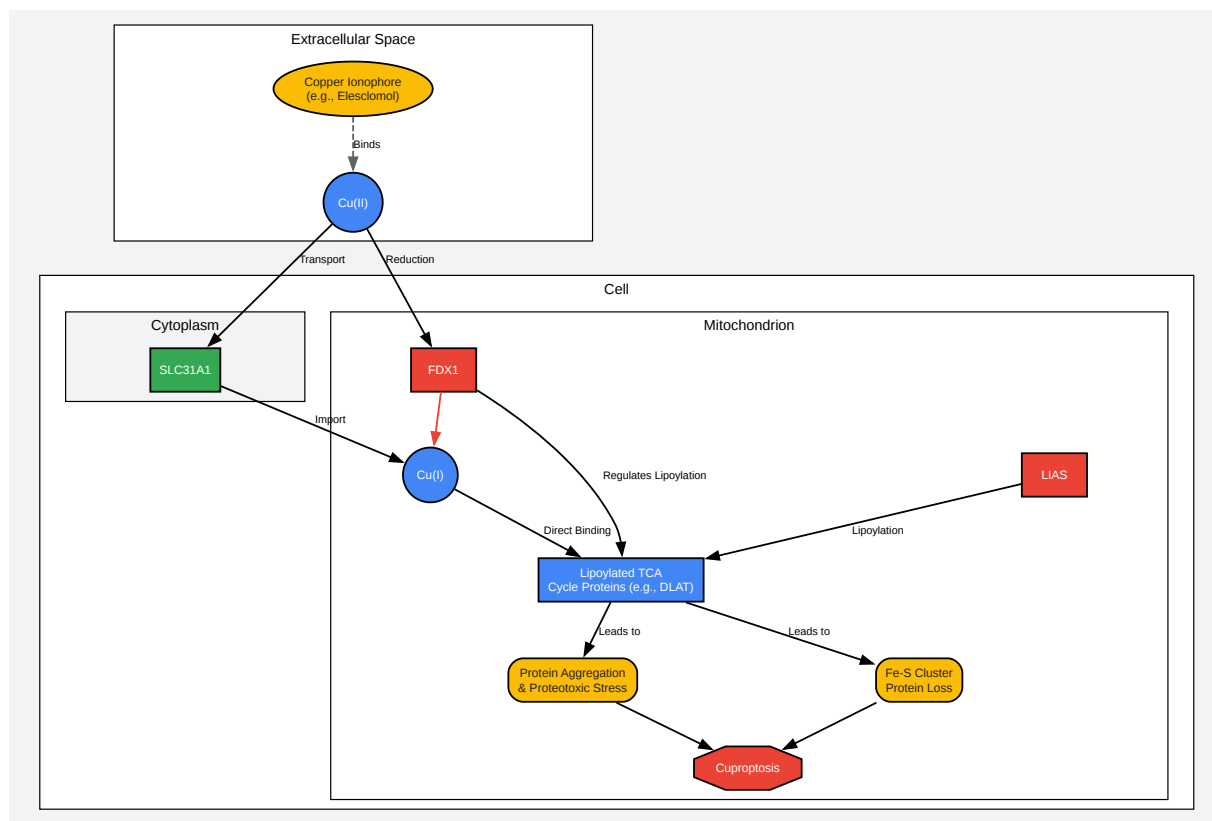 Extracellular Space
Copper Ionophore
(e.g., Elesclomol)
Binds
Cu(II)
Transport
Reduction
Cell
Cytoplasm
Mitochondrion
SLC31A1
FDX1
Import
Cu(I)
Regulates Lipoylation
LIAS
Direct Binding
Lipoylation
Lipoylated TCA
Cycle Proteins (e.g., DLAT)
Leads to
Leads to
Protein Aggregation
& Proteotoxic Stress
Fe-S Cluster
Protein Loss
Cuproptosis